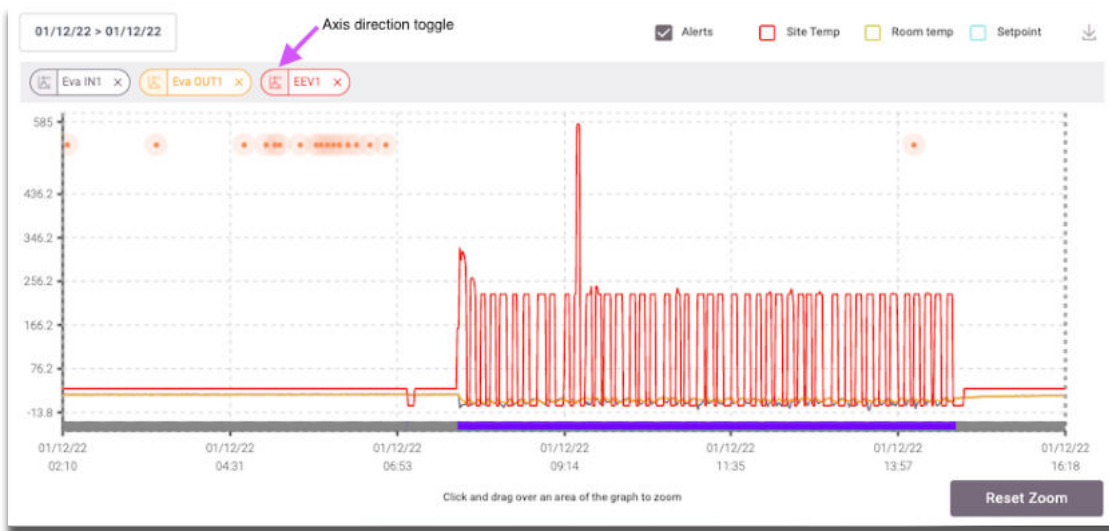 01/12/22 > 01/12/22
Axis direction toggle
Alerts
Site Temp
Room temp
Setpoint
Eva IN1 ×
Eva OUT1 ×
EEV1 ×
585
436.2
346.2
256.2
166.2
76.2
-13.8
01/12/22 01/12/22 01/12/22 01/12/22 01/12/22 01/12/22 01/12/22
02:10 04:31 06:53 09:14 11:35 13:57 16:18
Click and drag over an area of the graph to zoom
Reset Zoom